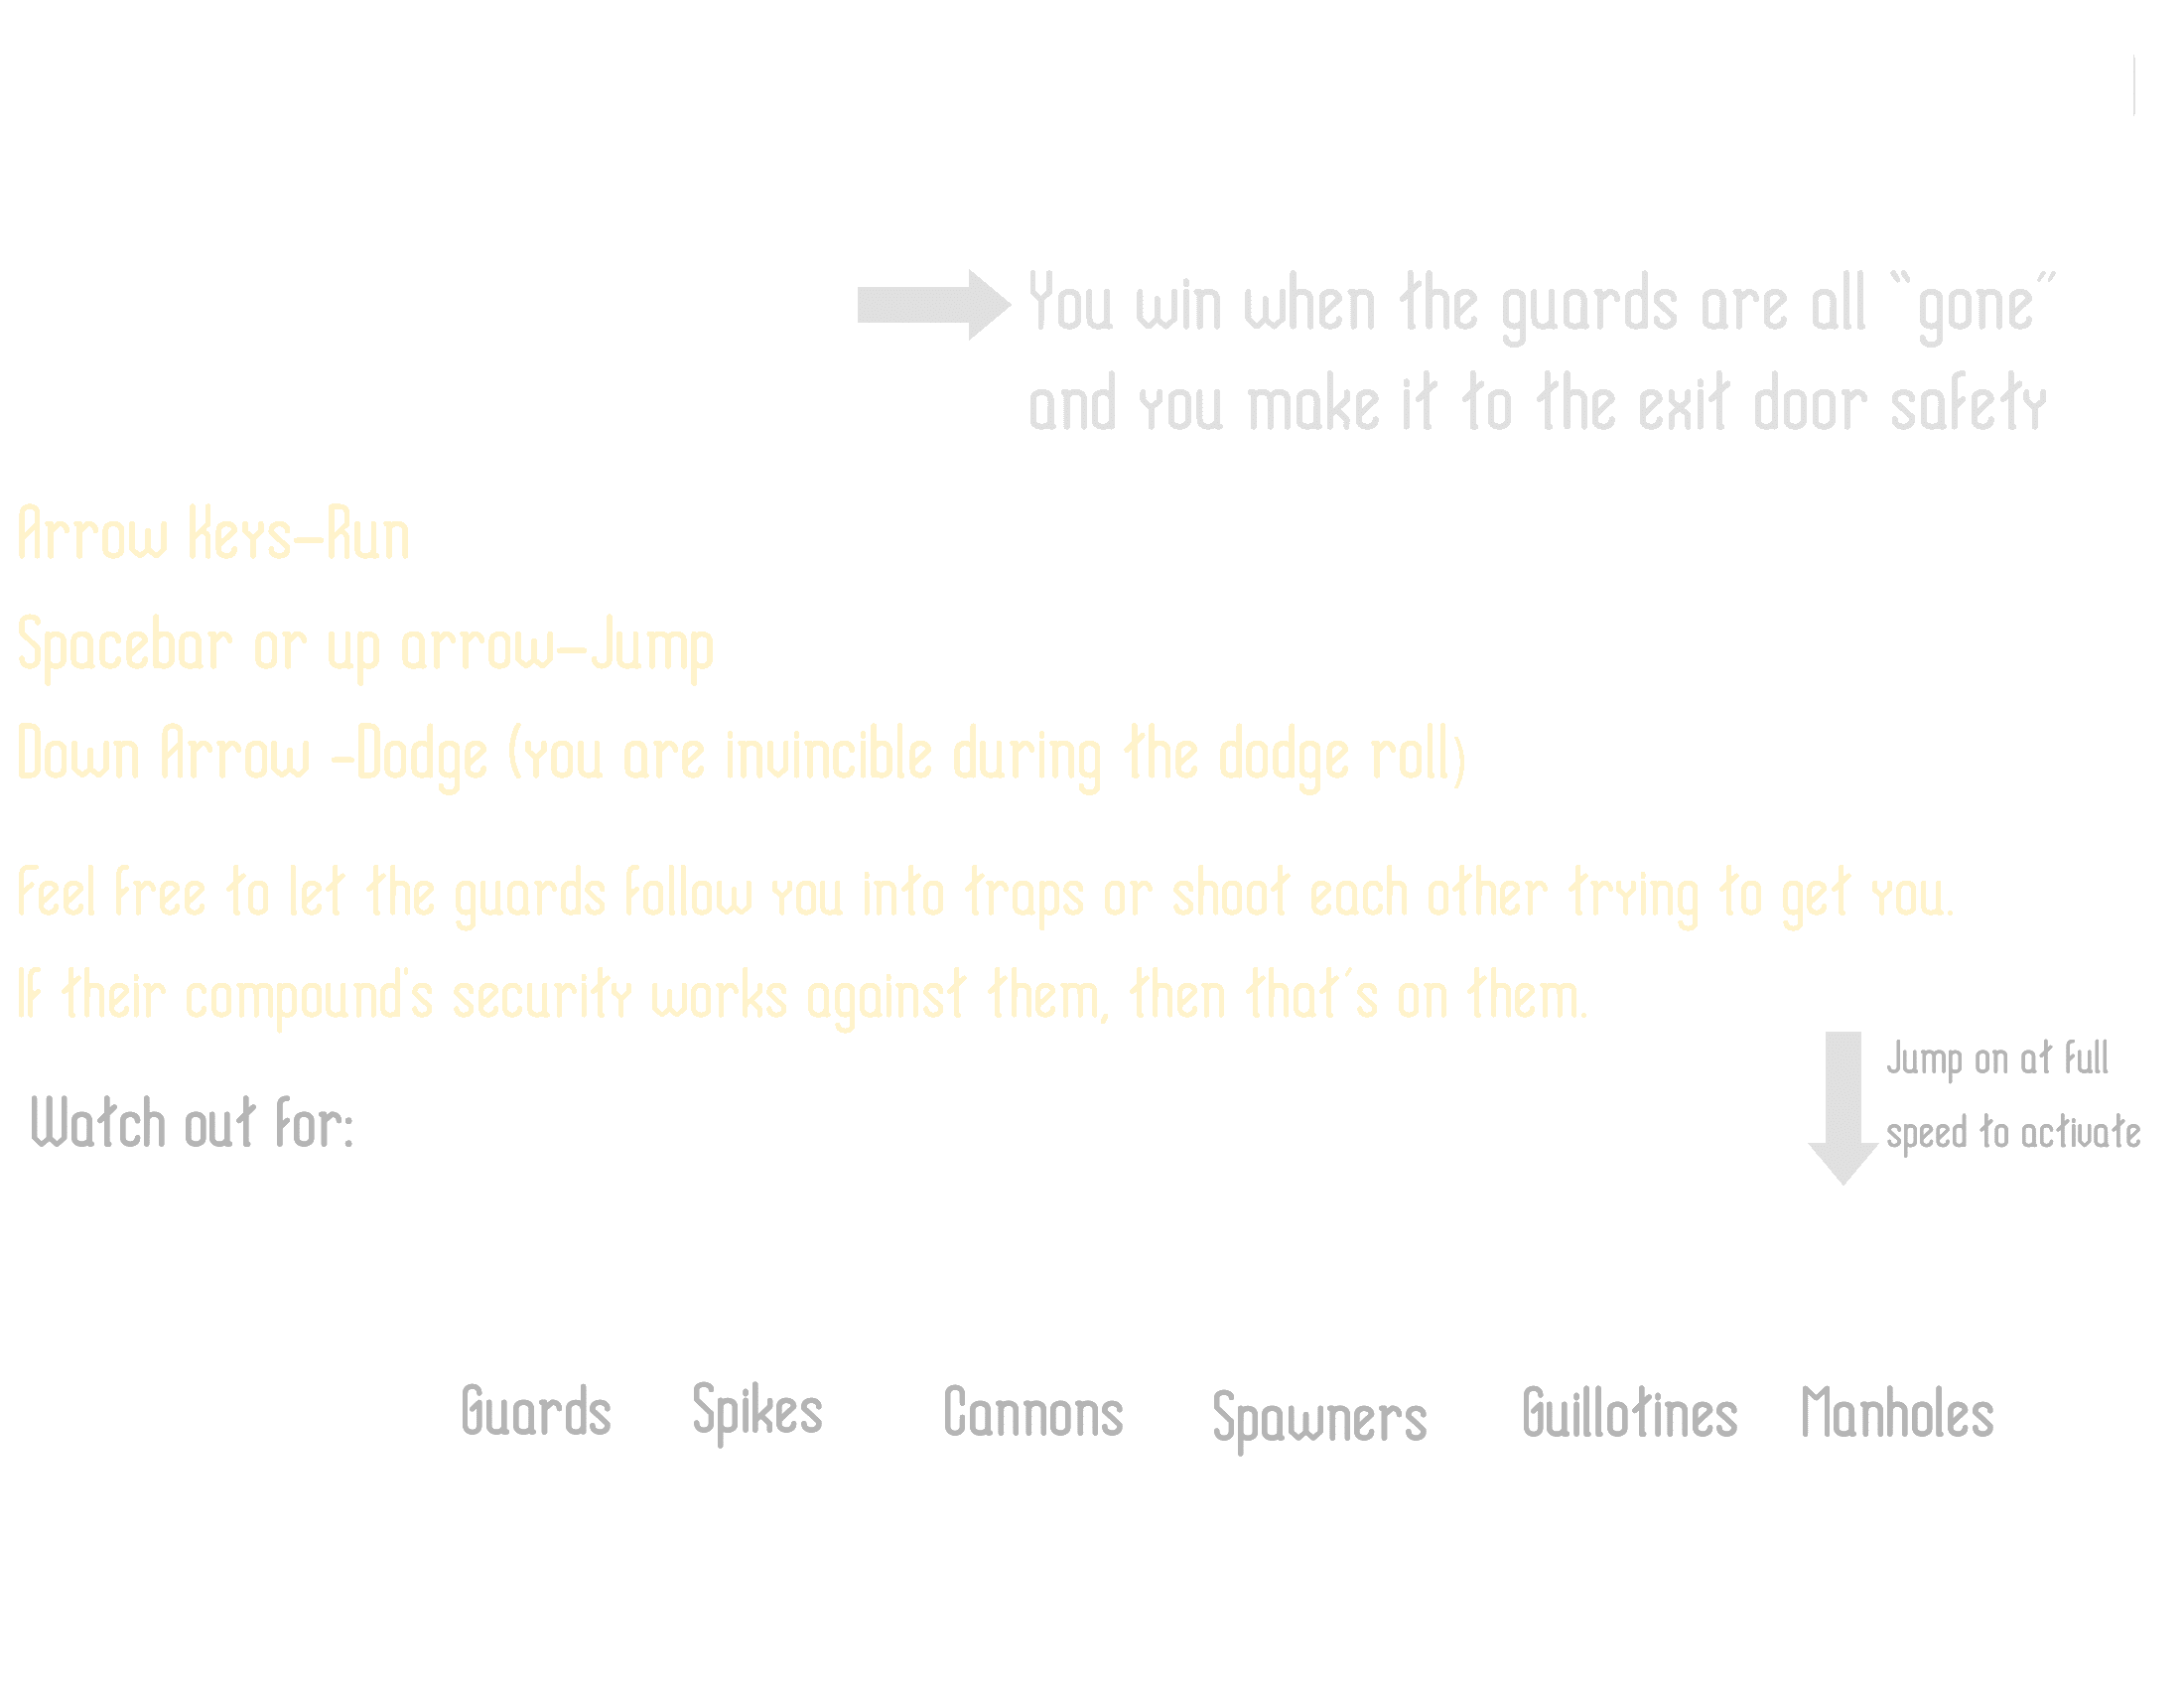 You win when the guards are all “gone”
and you make it to the exit door safety
Arrow Keys-Run
Spacebar or up arrow-Jump
Down Arrow -Dodge (you are invincible during the dodge roll)
Feel free to let the guards follow you into traps or shoot each other trying to get you.
If their compound's security works against them, then that's on them.
Jump on at full
speed to activate
Watch out for:
Guards Spikes Cannons Spawners Guillotines Manholes